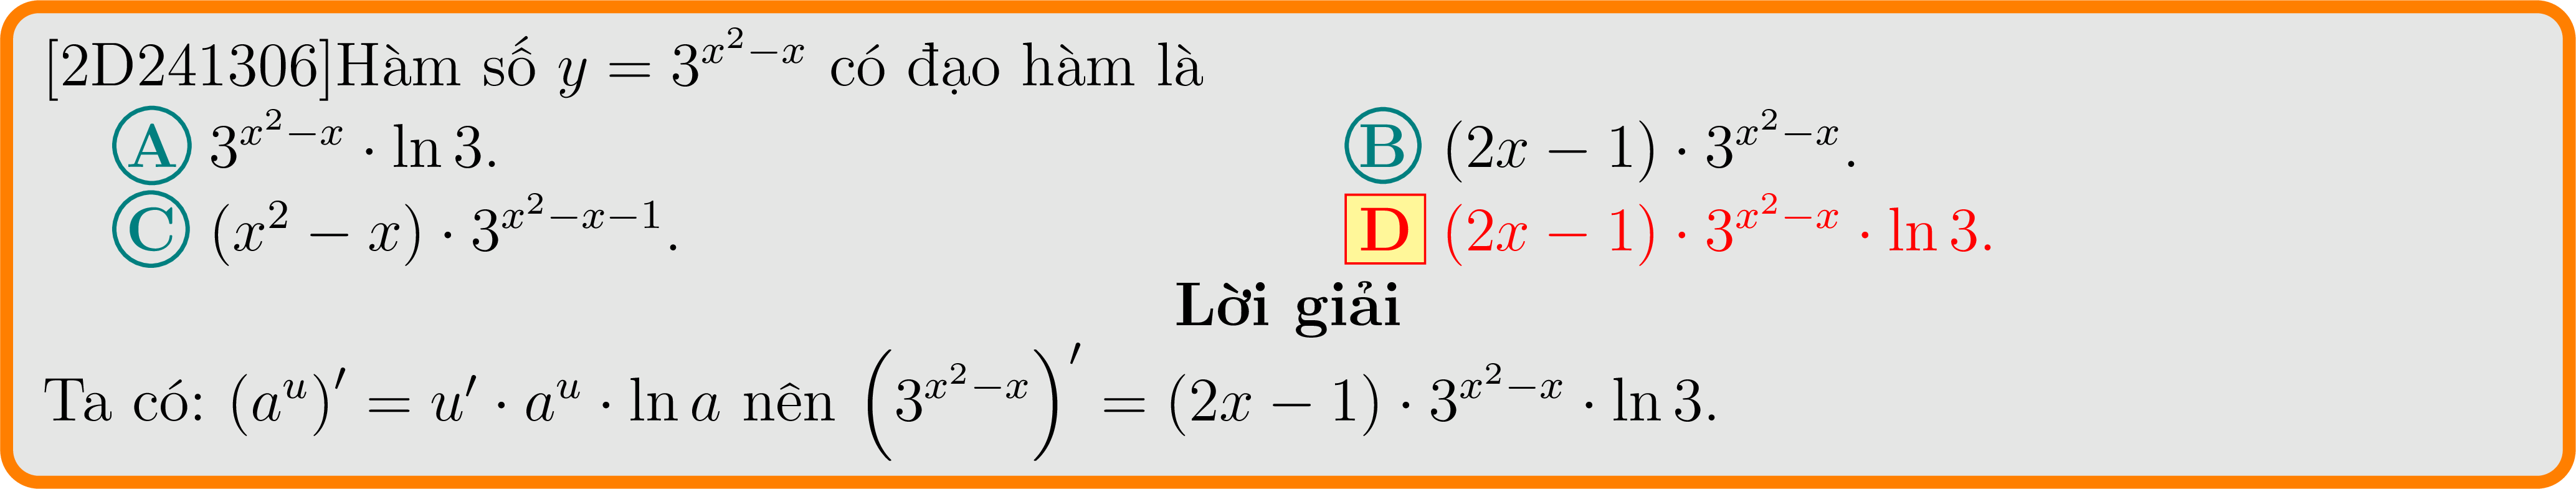 [2D241306]Hàm số $y = 3^{x^2-x}$ có đạo hàm là
A $3^{x^2-x} \cdot \ln 3.$ B $(2x - 1) \cdot 3^{x^2-x}.$
C $(x^2 - x) \cdot 3^{x^2-x-1}.$ D $(2x - 1) \cdot 3^{x^2-x} \cdot \ln 3.$
Lời giải
Ta có: $(a^u)' = u' \cdot a^u \cdot \ln a$ nên $\left(3^{x^2-x}\right)' = (2x - 1) \cdot 3^{x^2-x} \cdot \ln 3.$